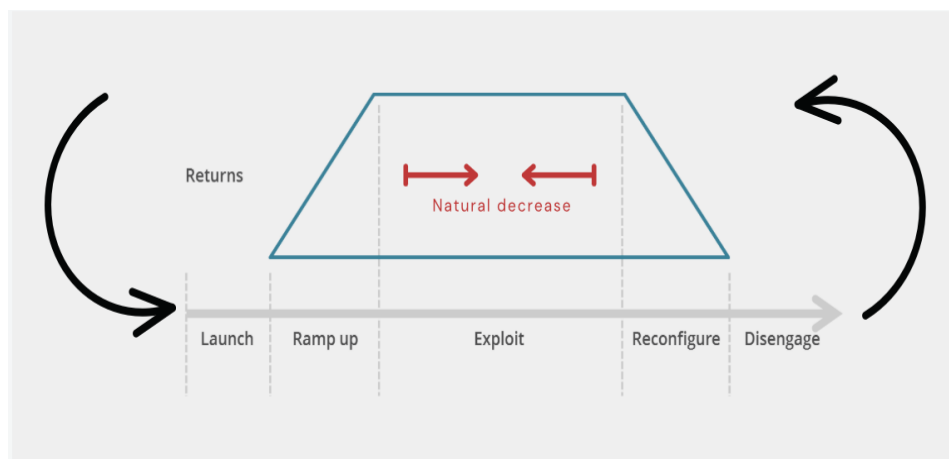 Returns
Natural decrease
Launch
Ramp up
Exploit
Reconfigure
Disengage